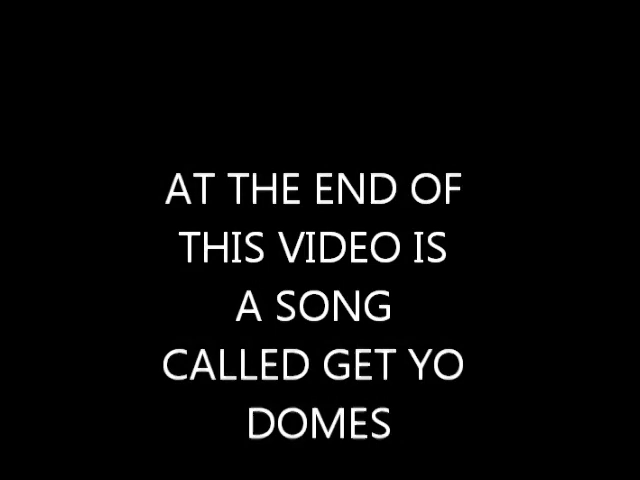 AT THE END OF
THIS VIDEO IS
A SONG
CALLED GET YO
DOMES